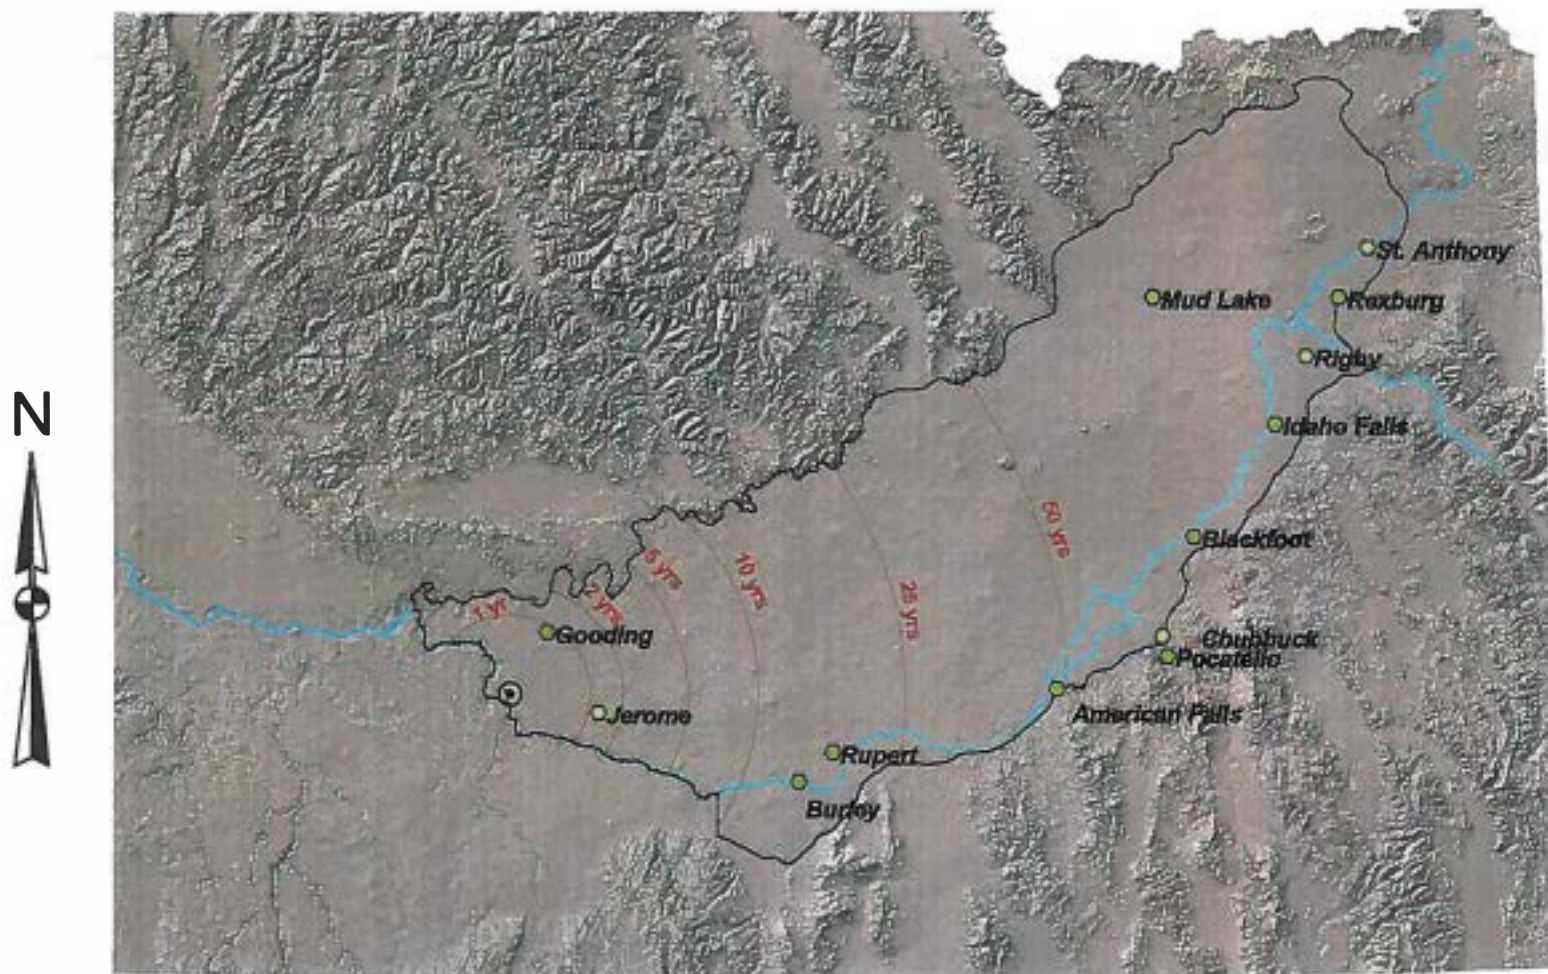 St. Anthony
Mud Lake
Rexburg
Rigby
N
Idaho Falls
50 yrs
Blackfoot
5 yrs
10 yrs
25 yrs
1 yr
2 yrs
Gooding
Chubbuck
Pocatello
Jerome
American Falls
Rupert
Burley